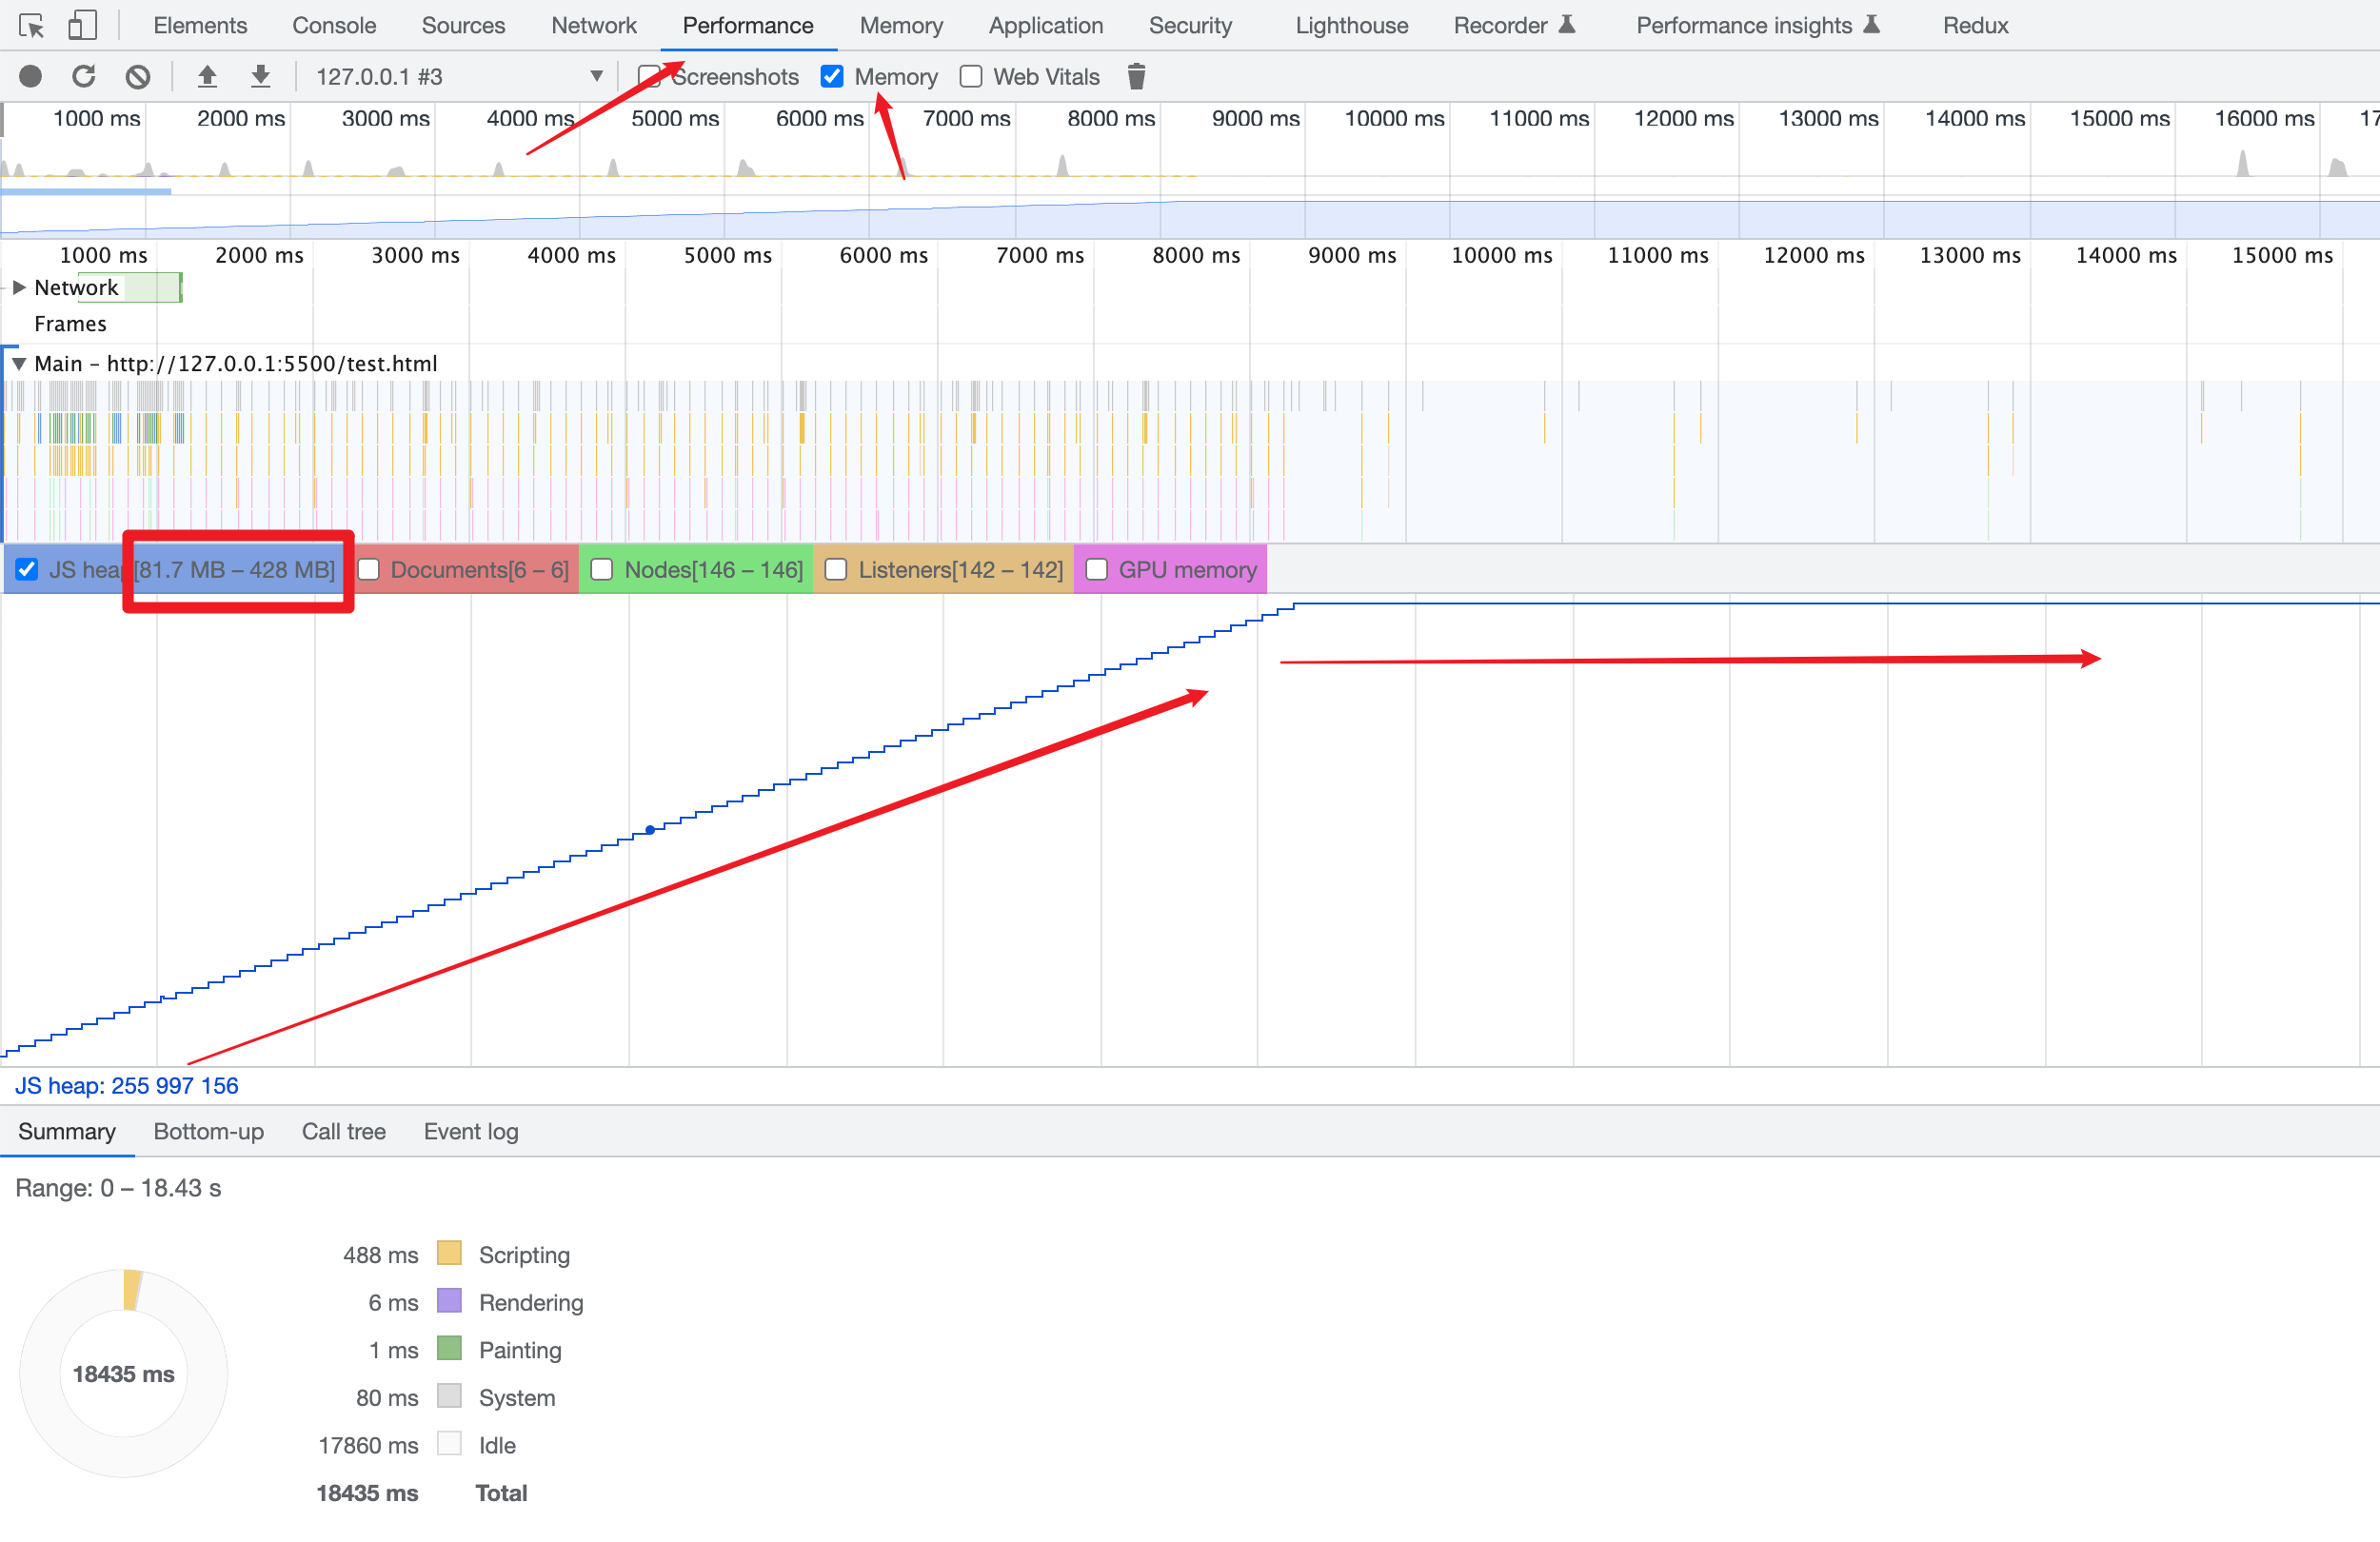 Elements Console Sources Network Performance Memory Application Security Lighthouse Recorder Performance insights Redux
127.0.0.1 #3 Screenshots Memory Web Vitals
1000 ms 2000 ms 3000 ms 4000 ms 5000 ms 6000 ms 7000 ms 8000 ms 9000 ms 10000 ms 11000 ms 12000 ms 13000 ms 14000 ms 15000 ms 16000 ms 17
1000 ms 2000 ms 3000 ms 4000 ms 5000 ms 6000 ms 7000 ms 8000 ms 9000 ms 10000 ms 11000 ms 12000 ms 13000 ms 14000 ms 15000 ms
Network
Frames
Main – http://127.0.0.1:5500/test.html
JS heap[81.7 MB – 428 MB] Documents[6 – 6] Nodes[146 – 146] Listeners[142 – 142] GPU memory
JS heap: 255 997 156
Summary Bottom-up Call tree Event log
Range: 0 – 18.43 s
488 ms Scripting
6 ms Rendering
1 ms Painting
18435 ms
80 ms System
17860 ms Idle
18435 ms Total